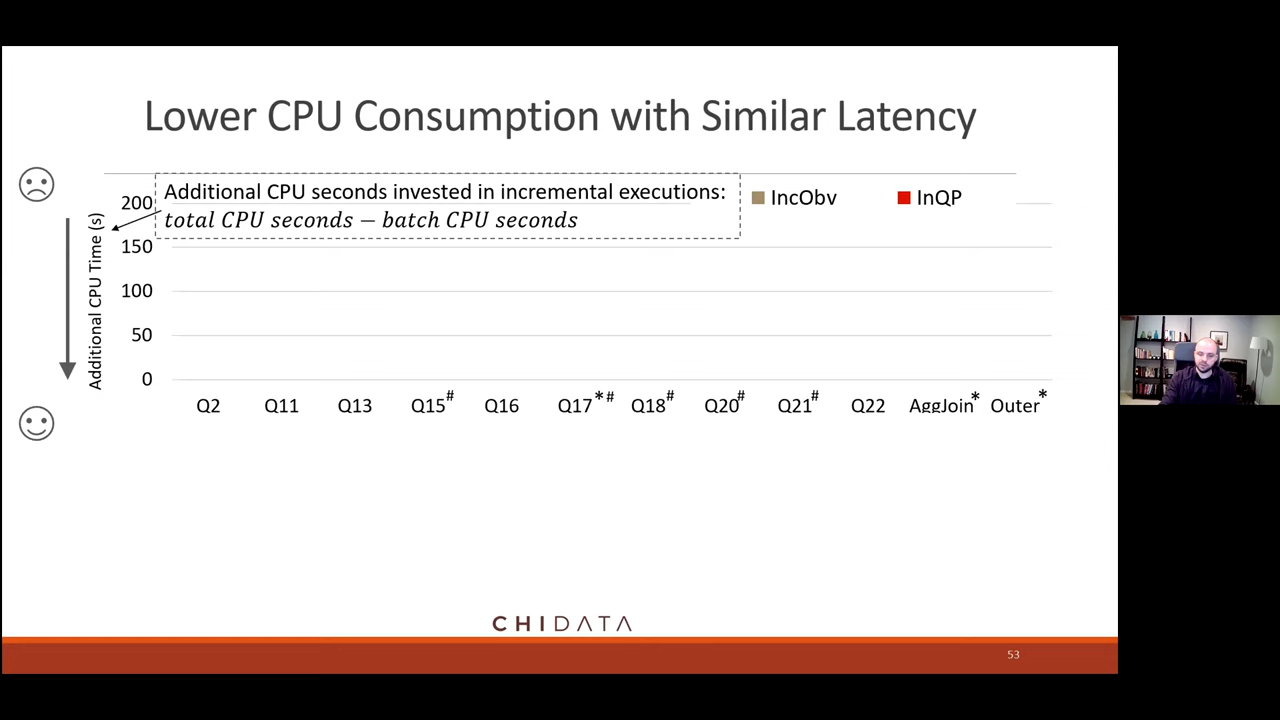 Lower CPU Consumption with Similar Latency
Additional CPU seconds invested in incremental executions:
total CPU seconds − batch CPU seconds
IncObv
InQP
Additional CPU Time (s)
200
150
100
50
0
Q2 Q11 Q13 Q15# Q16 Q17*# Q18# Q20# Q21# Q22 AggJoin* Outer*
CHIDATA
53